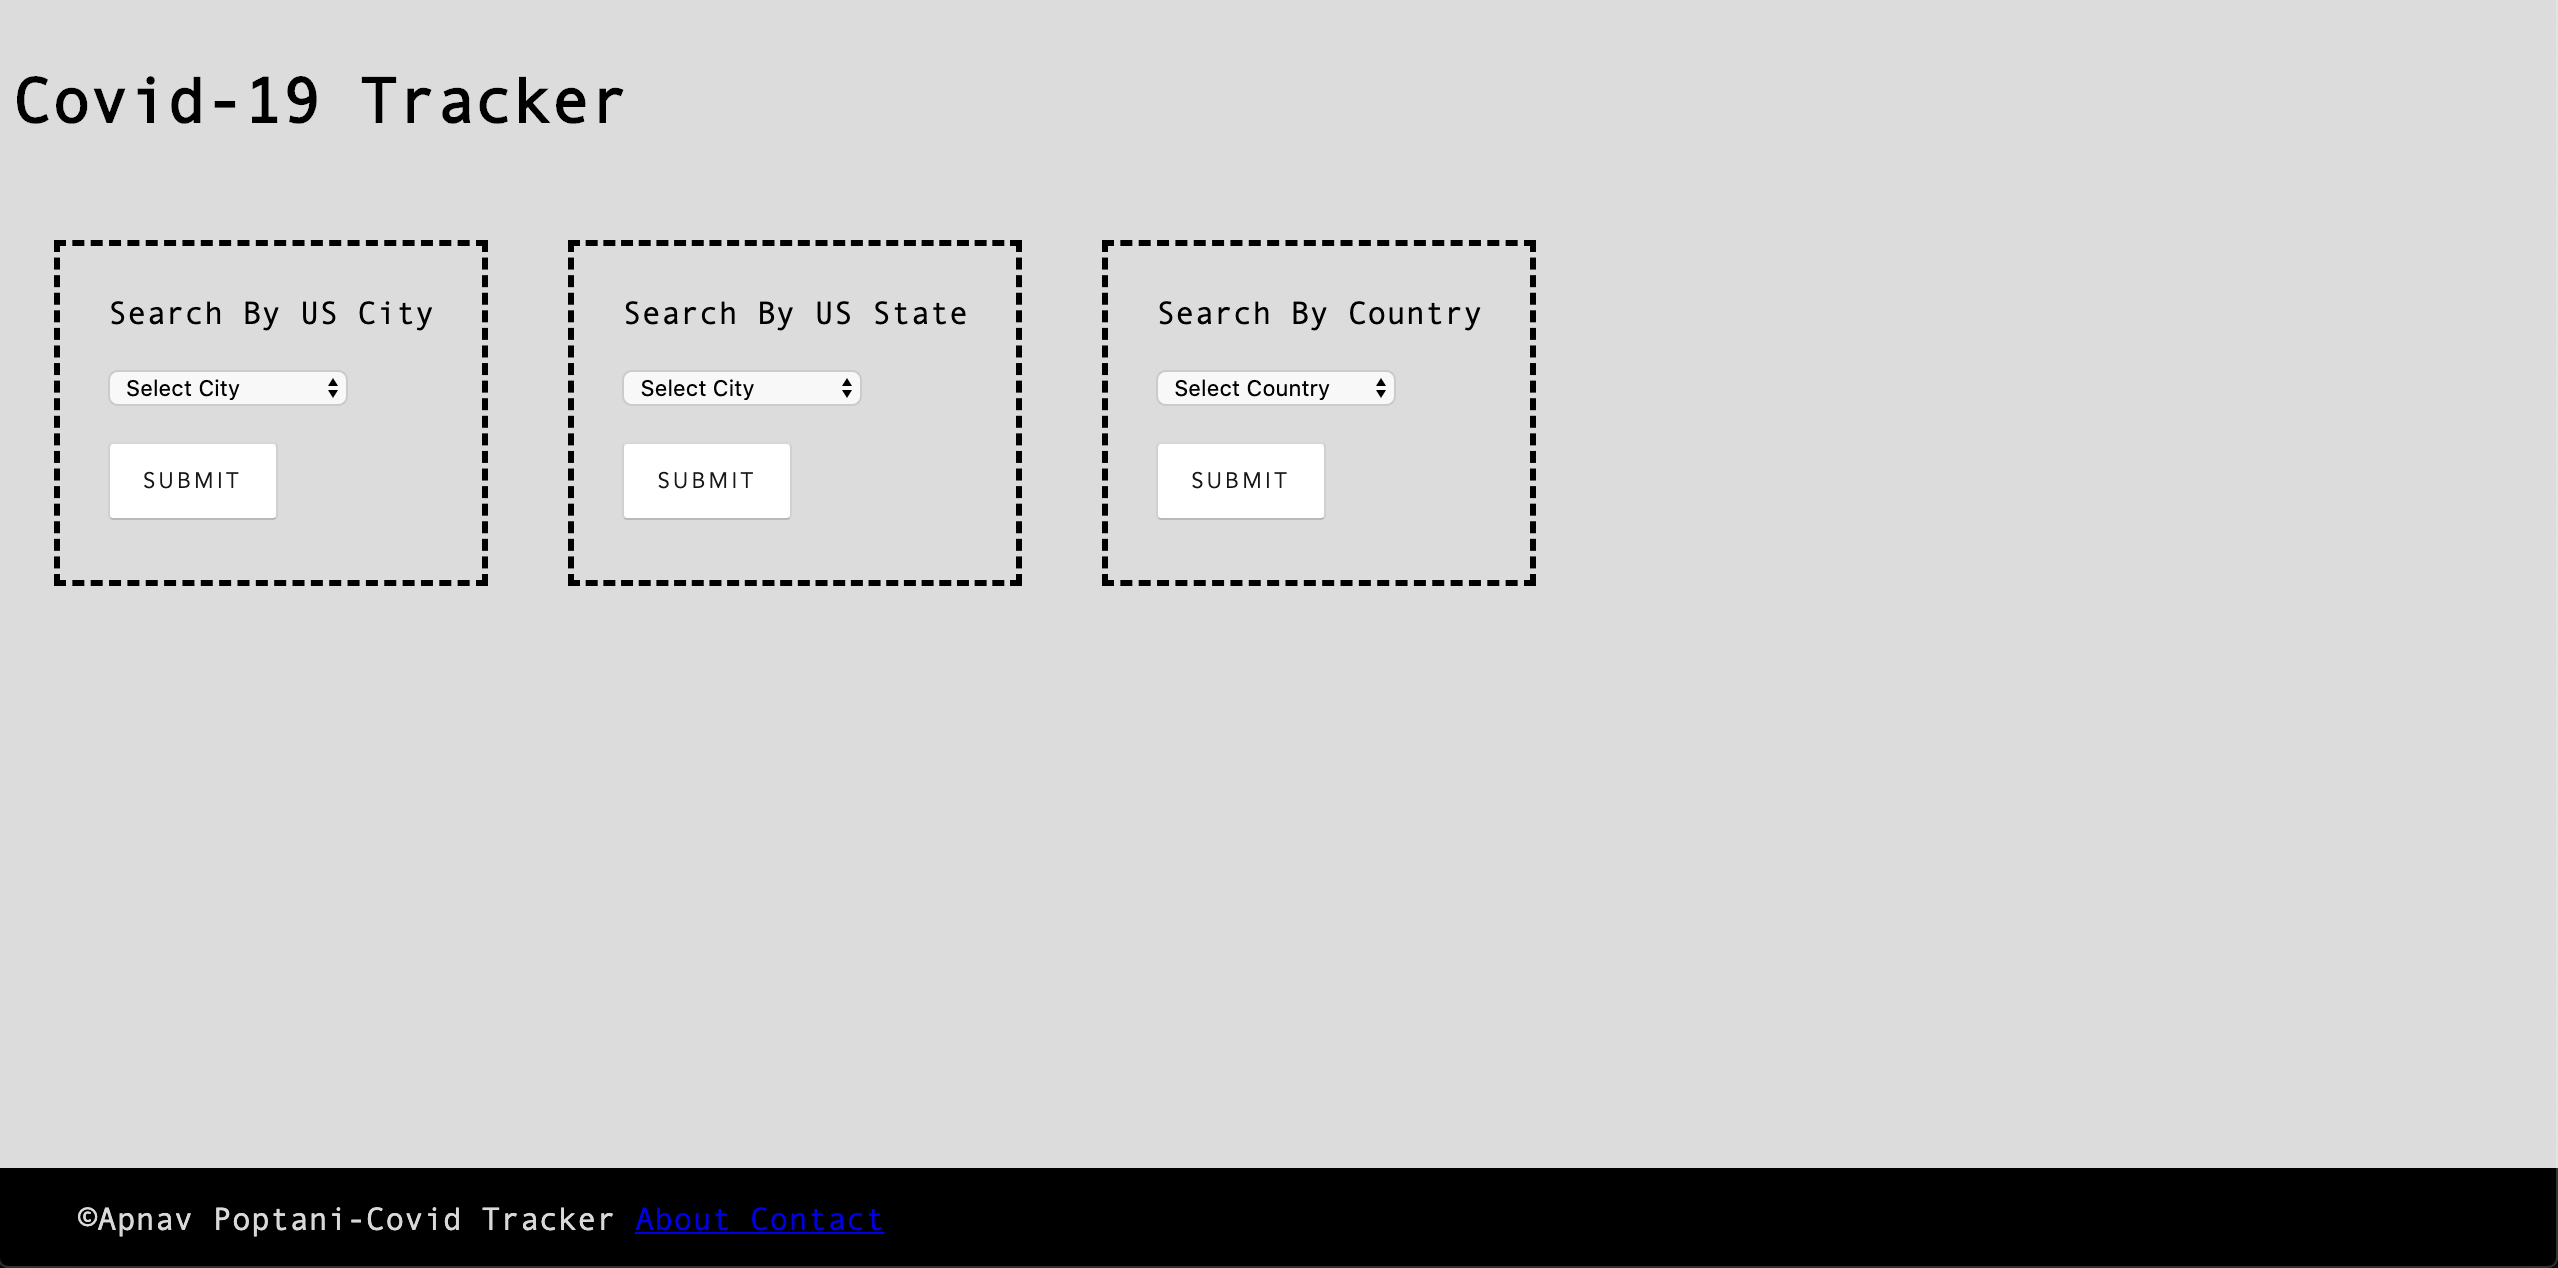 Covid-19 Tracker
Search By US City
Select City
SUBMIT
Search By US State
Select City
SUBMIT
Search By Country
Select Country
SUBMIT
©Apnav Poptani-Covid Tracker About Contact